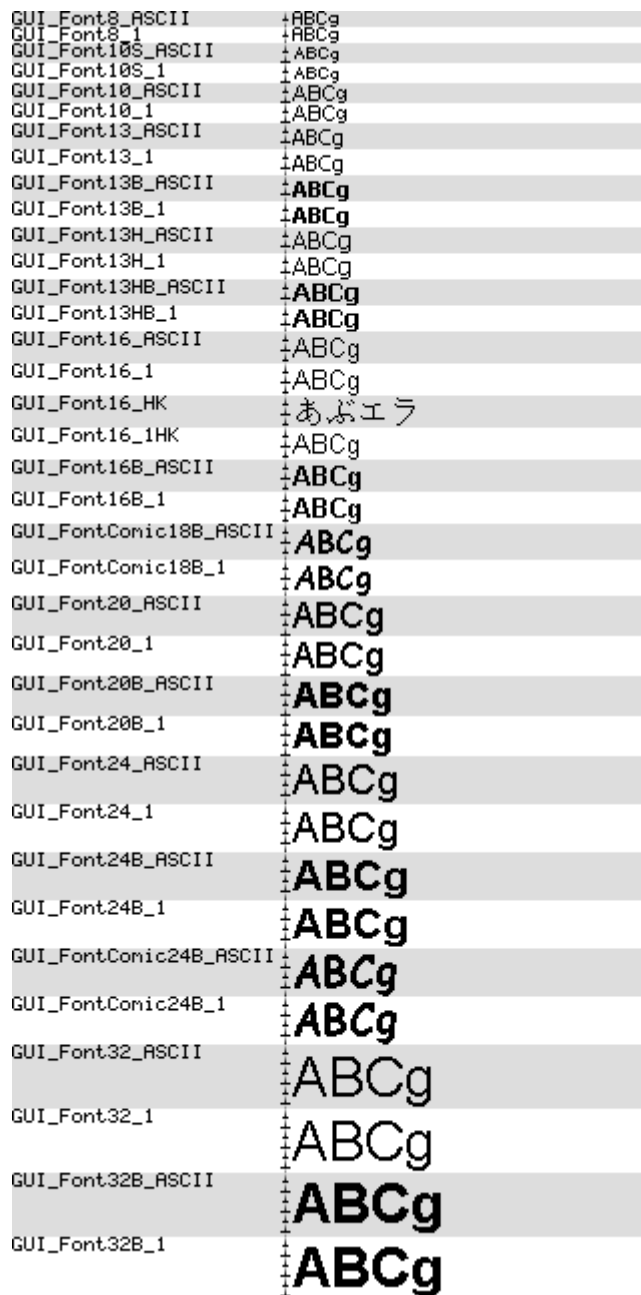 GUI_Font8_ASCII ABCg
GUI_Font8_1 ABCg
GUI_Font10S_ASCII ABCg
GUI_Font10S_1 ABCg
GUI_Font10_ASCII ABCg
GUI_Font10_1 ABCg
GUI_Font13_ASCII ABCg
GUI_Font13_1 ABCg
GUI_Font13B_ASCII ABCg
GUI_Font13B_1 ABCg
GUI_Font13H_ASCII ABCg
GUI_Font13H_1 ABCg
GUI_Font13HB_ASCII ABCg
GUI_Font13HB_1 ABCg
GUI_Font16_ASCII ABCg
GUI_Font16_1 ABCg
GUI_Font16_HK あぶエラ
GUI_Font16_1HK ABCg
GUI_Font16B_ASCII ABCg
GUI_Font16B_1 ABCg
GUI_FontComic18B_ASCII ABCg
GUI_FontComic18B_1 ABCg
GUI_Font20_ASCII ABCg
GUI_Font20_1 ABCg
GUI_Font20B_ASCII ABCg
GUI_Font20B_1 ABCg
GUI_Font24_ASCII ABCg
GUI_Font24_1 ABCg
GUI_Font24B_ASCII ABCg
GUI_Font24B_1 ABCg
GUI_FontComic24B_ASCII ABCg
GUI_FontComic24B_1 ABCg
GUI_Font32_ASCII ABCg
GUI_Font32_1 ABCg
GUI_Font32B_ASCII ABCg
GUI_Font32B_1 ABCg